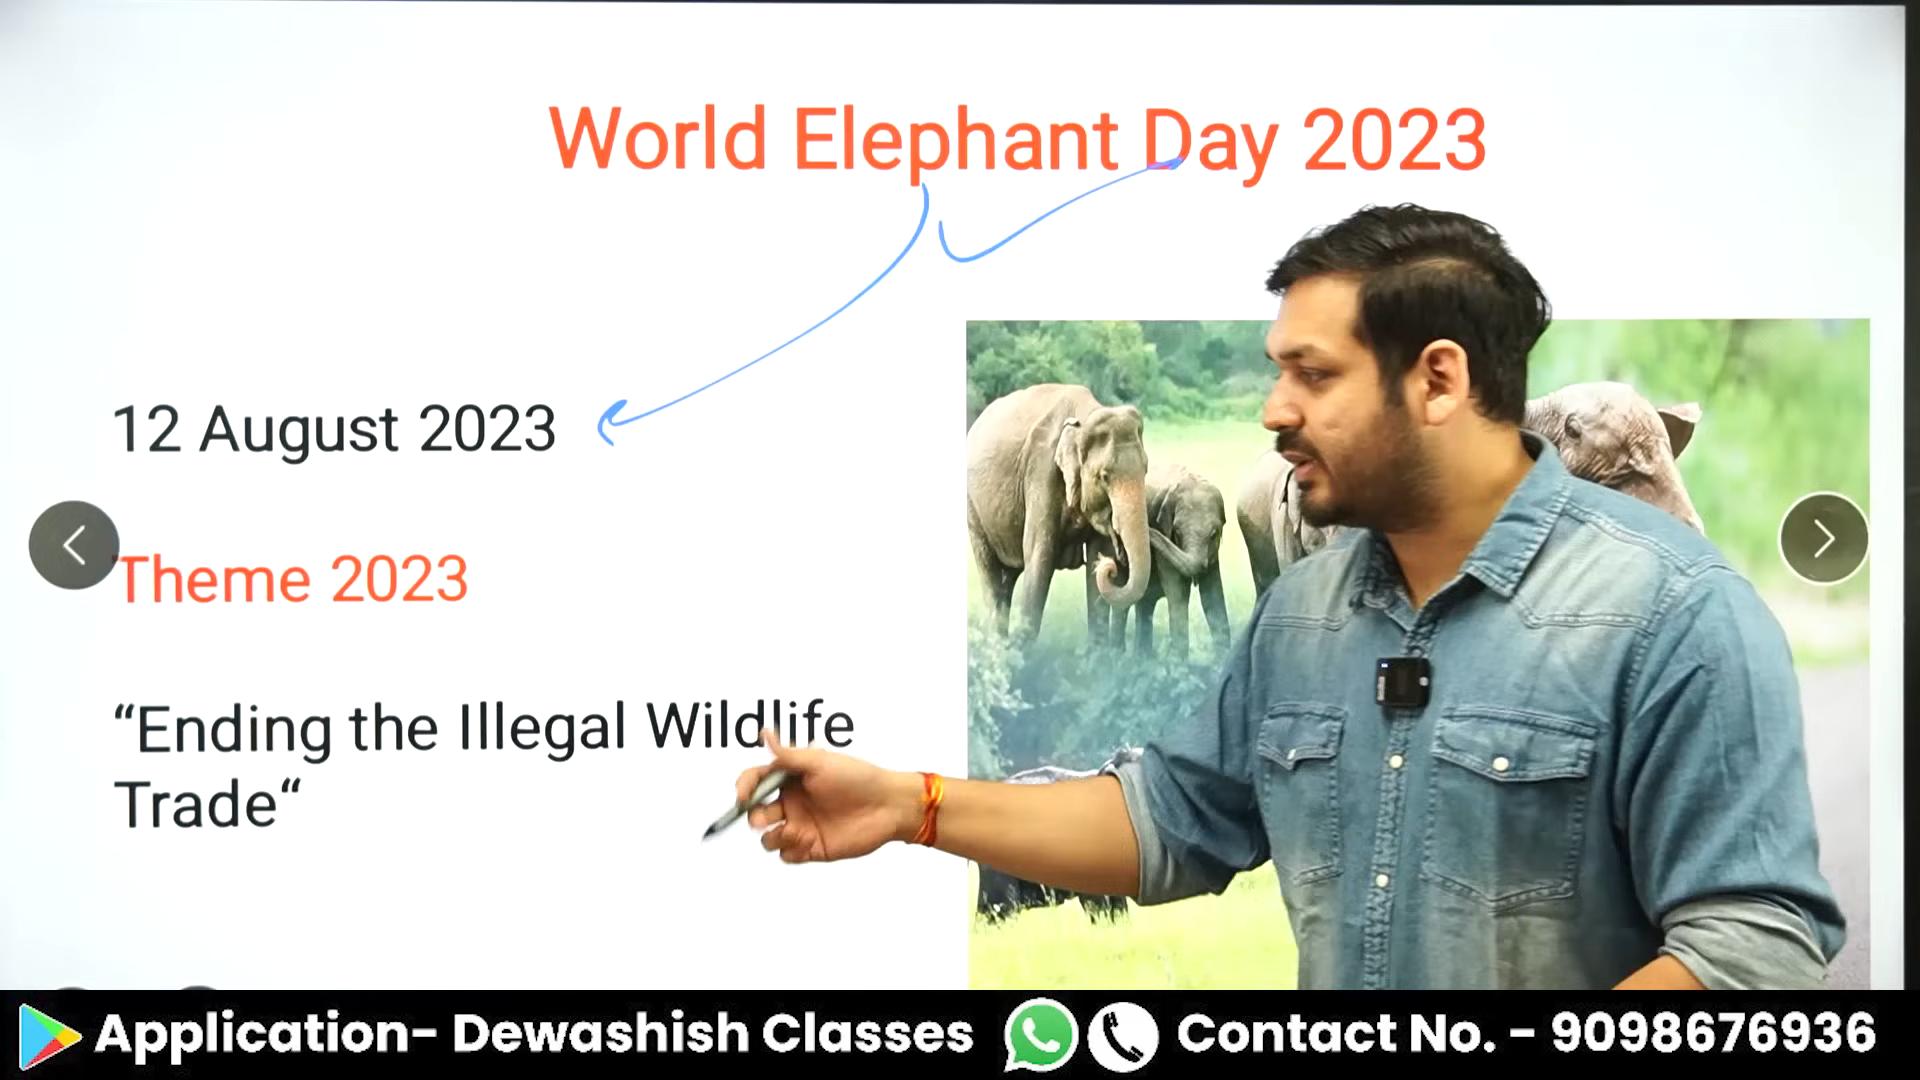 World Elephant Day 2023
12 August 2023
Theme 2023
“Ending the Illegal Wildlife
Trade“
Application- Dewashish Classes
Contact No. - 9098676936